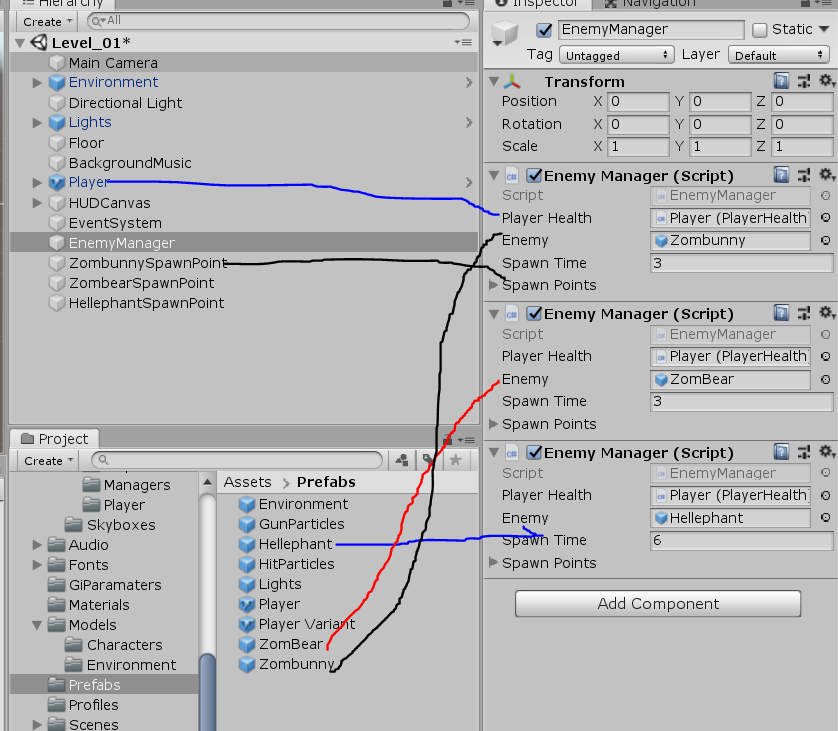 Hierarchy
Create
All
Level_01*
Main Camera
Environment
Directional Light
Lights
Floor
BackgroundMusic
Player
HUDCanvas
EventSystem
EnemyManager
ZombunnySpawnPoint
ZombearSpawnPoint
HellephantSpawnPoint
Project
Create
Managers
Player
Skyboxes
Audio
Fonts
GiParamaters
Materials
Models
Characters
Environment
Prefabs
Profiles
Scenes
Assets > Prefabs
Environment
GunParticles
Hellephant
HitParticles
Lights
Player
Player Variant
ZomBear
Zombunny
Inspector Navigation
EnemyManager Static
Tag Untagged Layer Default
Transform
Position X 0 Y 0 Z 0
Rotation X 0 Y 0 Z 0
Scale X 1 Y 1 Z 1
Enemy Manager (Script)
Script EnemyManager
Player Health Player (PlayerHealth)
Enemy Zombunny
Spawn Time 3
Spawn Points
Enemy Manager (Script)
Script EnemyManager
Player Health Player (PlayerHealth)
Enemy ZomBear
Spawn Time 3
Spawn Points
Enemy Manager (Script)
Script EnemyManager
Player Health Player (PlayerHealth)
Enemy Hellephant
Spawn Time 6
Spawn Points
Add Component